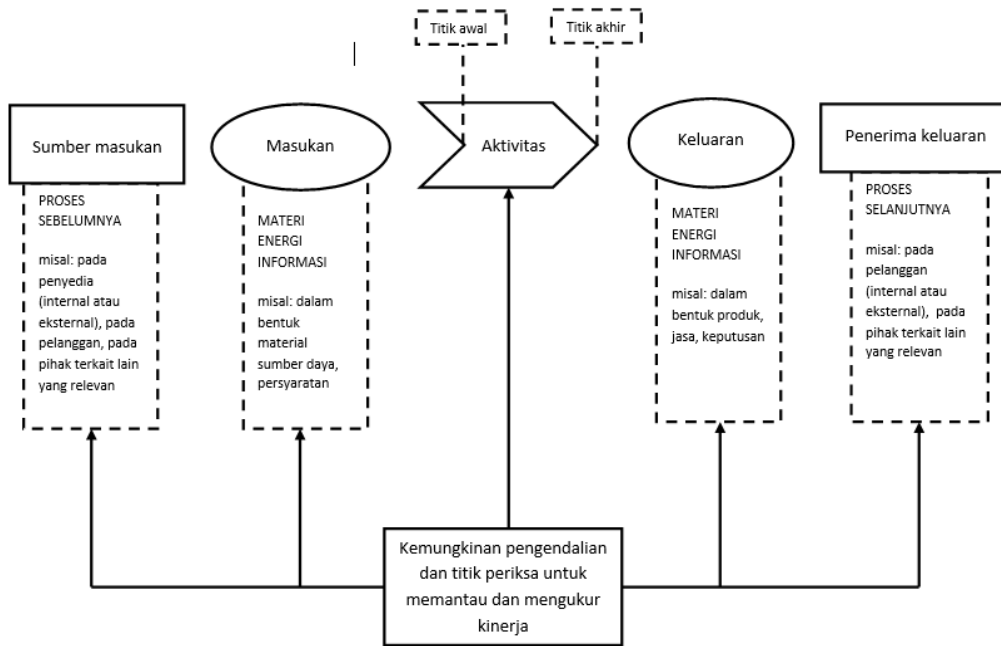 Titik awal
Titik akhir
Sumber masukan
Masukan
Aktivitas
Keluaran
Penerima keluaran
PROSES
SEBELUMNYA
misal: pada
penyedia
(internal atau
eksternal), pada
pelanggan, pada
pihak terkait lain
yang relevan
MATERI
ENERGI
INFORMASI
misal: dalam
bentuk
material
sumber daya,
persyaratan
MATERI
ENERGI
INFORMASI
misal: dalam
bentuk produk,
jasa, keputusan
PROSES
SELANJUTNYA
misal: pada
pelanggan
(internal atau
eksternal), pada
pihak terkait lain
yang relevan
Kemungkinan pengendalian
dan titik periksa untuk
memantau dan mengukur
kinerja